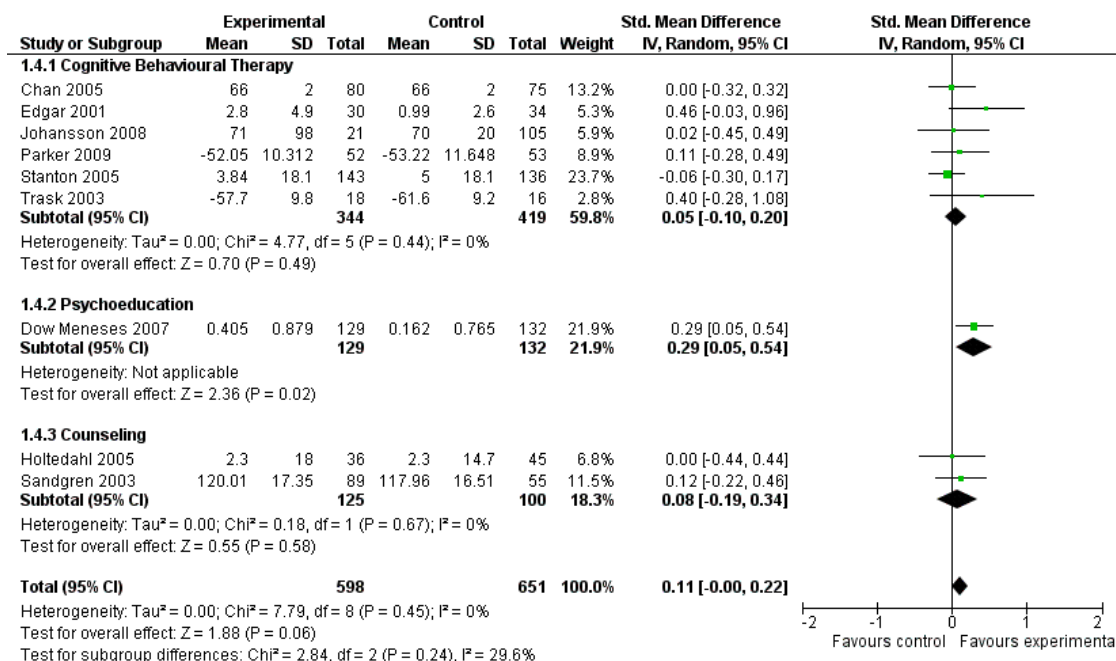 Experimental Control Std. Mean Difference Std. Mean Difference
Study or Subgroup Mean SD Total Mean SD Total Weight IV, Random, 95% CI IV, Random, 95% CI
1.4.1 Cognitive Behavioural Therapy
Chan 2005 66 2 80 66 2 75 13.2% 0.00 [-0.32, 0.32]
Edgar 2001 2.8 4.9 30 0.99 2.6 34 5.3% 0.46 [-0.03, 0.96]
Johansson 2008 71 98 21 70 20 105 5.9% 0.02 [-0.45, 0.49]
Parker 2009 -52.05 10.312 52 -53.22 11.648 53 8.9% 0.11 [-0.28, 0.49]
Stanton 2005 3.84 18.1 143 5 18.1 136 23.7% -0.06 [-0.30, 0.17]
Trask 2003 -57.7 9.8 18 -61.6 9.2 16 2.8% 0.40 [-0.28, 1.08]
Subtotal (95% CI) 344 419 59.8% 0.05 [-0.10, 0.20]
Heterogeneity: Tau² = 0.00; Chi² = 4.77, df = 5 (P = 0.44); I² = 0%
Test for overall effect: Z = 0.70 (P = 0.49)
1.4.2 Psychoeducation
Dow Meneses 2007 0.405 0.879 129 0.162 0.765 132 21.9% 0.29 [0.05, 0.54]
Subtotal (95% CI) 129 132 21.9% 0.29 [0.05, 0.54]
Heterogeneity: Not applicable
Test for overall effect: Z = 2.36 (P = 0.02)
1.4.3 Counseling
Holtedahl 2005 2.3 18 36 2.3 14.7 45 6.8% 0.00 [-0.44, 0.44]
Sandgren 2003 120.01 17.35 89 117.96 16.51 55 11.5% 0.12 [-0.22, 0.46]
Subtotal (95% CI) 125 100 18.3% 0.08 [-0.19, 0.34]
Heterogeneity: Tau² = 0.00; Chi² = 0.18, df = 1 (P = 0.67); I² = 0%
Test for overall effect: Z = 0.55 (P = 0.58)
Total (95% CI) 598 651 100.0% 0.11 [-0.00, 0.22]
Heterogeneity: Tau² = 0.00; Chi² = 7.79, df = 8 (P = 0.45); I² = 0%
Test for overall effect: Z = 1.88 (P = 0.06)
Test for subgroup differences: Chi² = 2.84, df = 2 (P = 0.24), I² = 29.6%
-2 -1 0 1 2
Favours control Favours experimenta